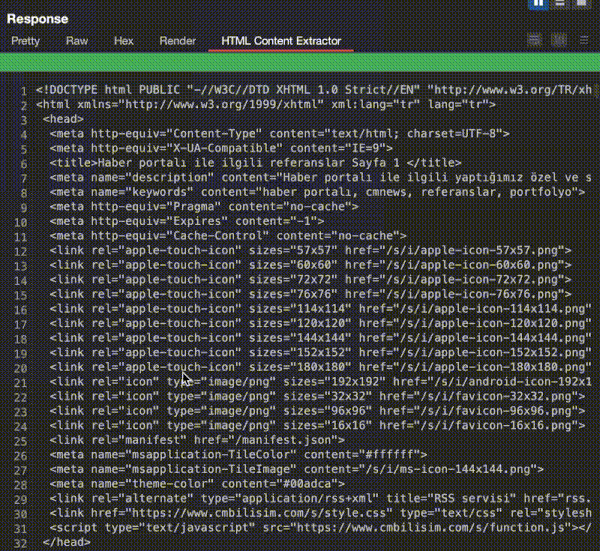 Response
Pretty Raw Hex Render HTML Content Extractor
1 <!DOCTYPE html PUBLIC "-//W3C//DTD XHTML 1.0 Strict//EN" "http://www.w3.org/TR/xh
2 <html xmlns="http://www.w3.org/1999/xhtml" xml:lang="tr" lang="tr">
3 <head>
4 <meta http-equiv="Content-Type" content="text/html; charset=UTF-8">
5 <meta http-equiv="X-UA-Compatible" content="IE=9">
6 <title>Haber portalı ile ilgili referanslar Sayfa 1 </title>
7 <meta name="description" content="Haber portalı ile ilgili yaptığımız özel ve s
8 <meta name="keywords" content="haber portalı, cmnews, referanslar, portfolyo">
9 <meta http-equiv="Pragma" content="no-cache">
10 <meta http-equiv="Expires" content="-1">
11 <meta http-equiv="Cache-Control" content="no-cache">
12 <link rel="apple-touch-icon" sizes="57x57" href="/s/i/apple-icon-57x57.png">
13 <link rel="apple-touch-icon" sizes="60x60" href="/s/i/apple-icon-60x60.png">
14 <link rel="apple-touch-icon" sizes="72x72" href="/s/i/apple-icon-72x72.png">
15 <link rel="apple-touch-icon" sizes="76x76" href="/s/i/apple-icon-76x76.png">
16 <link rel="apple-touch-icon" sizes="114x114" href="/s/i/apple-icon-114x114.png"
17 <link rel="apple-touch-icon" sizes="120x120" href="/s/i/apple-icon-120x120.png"
18 <link rel="apple-touch-icon" sizes="144x144" href="/s/i/apple-icon-144x144.png"
19 <link rel="apple-touch-icon" sizes="152x152" href="/s/i/apple-icon-152x152.png"
20 <link rel="apple-touch-icon" sizes="180x180" href="/s/i/apple-icon-180x180.png"
21 <link rel="icon" type="image/png" sizes="192x192" href="/s/i/android-icon-192x1
22 <link rel="icon" type="image/png" sizes="32x32" href="/s/i/favicon-32x32.png">
23 <link rel="icon" type="image/png" sizes="96x96" href="/s/i/favicon-96x96.png">
24 <link rel="icon" type="image/png" sizes="16x16" href="/s/i/favicon-16x16.png">
25 <link rel="manifest" href="/manifest.json">
26 <meta name="msapplication-TileColor" content="#ffffff">
27 <meta name="msapplication-TileImage" content="/s/i/ms-icon-144x144.png">
28 <meta name="theme-color" content="#00adca">
29 <link rel="alternate" type="application/rss+xml" title="RSS servisi" href="rss.
30 <link href="https://www.cmbilisim.com/s/style.css" type="text/css" rel="stylesh
31 <script type="text/javascript" src="https://www.cmbilisim.com/s/function.js"></
32 </head>